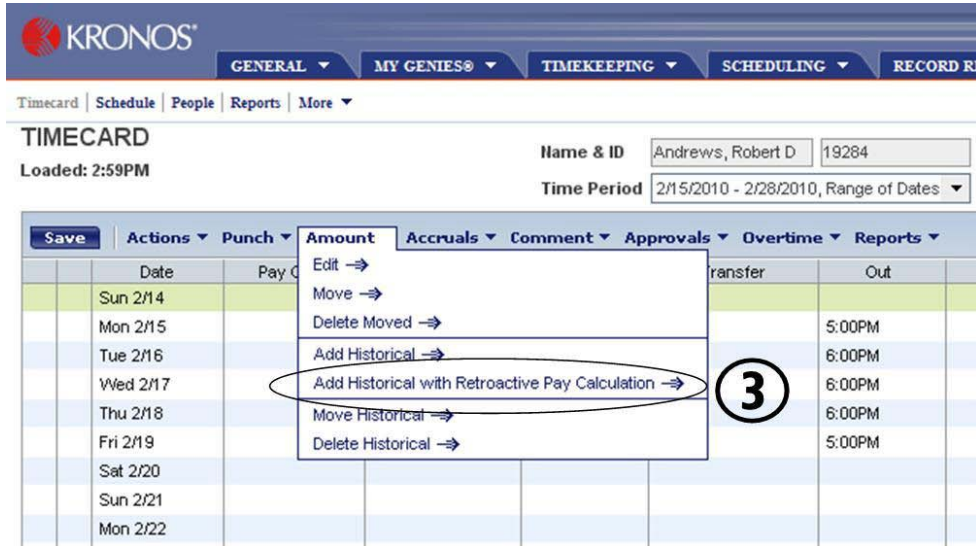 KRONOS®
GENERAL ▼ MY GENIES® ▼ TIMEKEEPING ▼ SCHEDULING ▼ RECORD R
Timecard | Schedule | People | Reports | More ▼
TIMECARD
Loaded: 2:59PM
Name & ID Andrews, Robert D 19284
Time Period 2/15/2010 - 2/28/2010, Range of Dates
Save Actions ▼ Punch ▼ Amount Accruals ▼ Comment ▼ Approvals ▼ Overtime ▼ Reports ▼
Date Pay Out
Edit
Sun 2/14
Move
Mon 2/15 5:00PM
Delete Moved
Tue 2/16 6:00PM
Add Historical
Wed 2/17 6:00PM
Add Historical with Retroactive Pay Calculation
3
Thu 2/18 6:00PM
Move Historical
Fri 2/19 5:00PM
Delete Historical
Sat 2/20
Sun 2/21
Mon 2/22